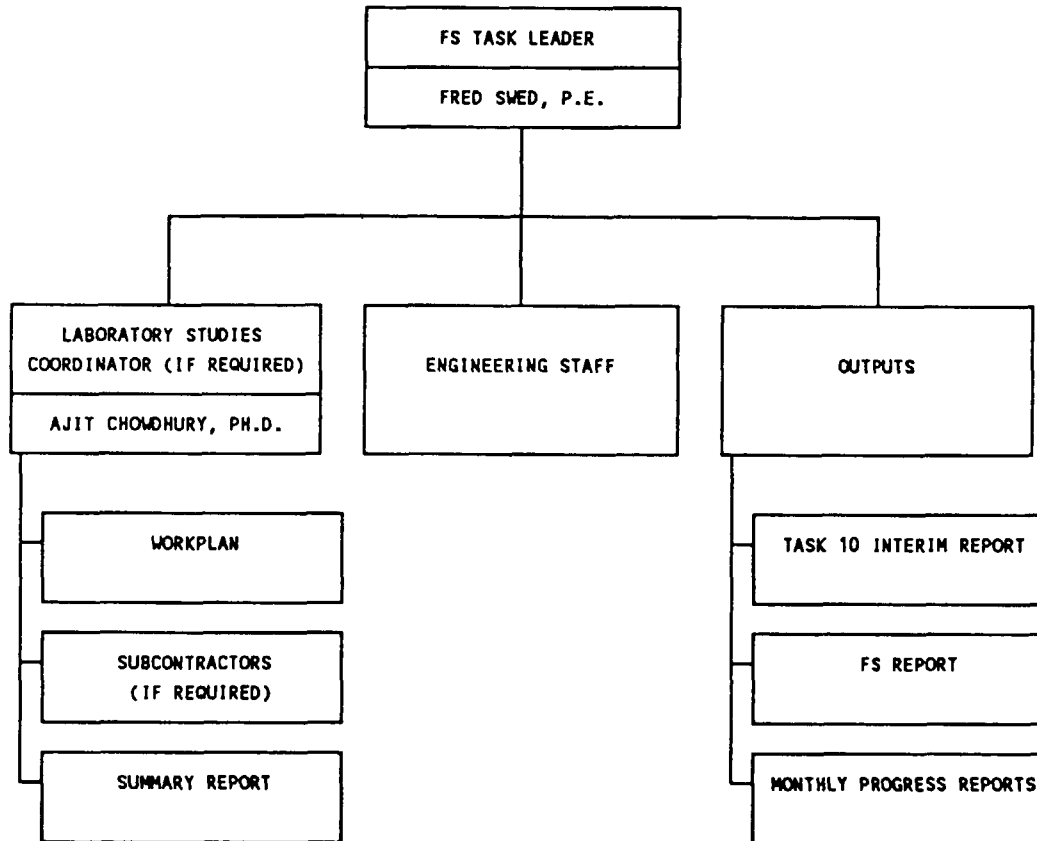 FS TASK LEADER
FRED SWED, P.E.
LABORATORY STUDIES
COORDINATOR (IF REQUIRED)
AJIT CHOWDHURY, PH.D.
ENGINEERING STAFF
OUTPUTS
WORKPLAN
SUBCONTRACTORS
(IF REQUIRED)
SUMMARY REPORT
TASK 10 INTERIM REPORT
FS REPORT
MONTHLY PROGRESS REPORTS